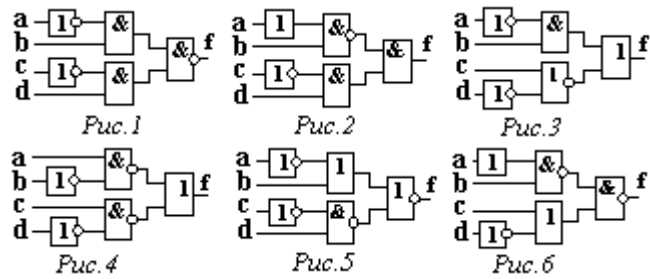 a 1 & b & f c 1 & d
Рис.1
a 1 & b & f c 1 & d
Рис.2
a 1 & b 1 f c 1 d 1
Рис.3
a & b 1 1 f c & d 1
Рис.4
a 1 1 b 1 f c 1 & d
Рис.5
a 1 & b & f c 1 d 1
Рис.6